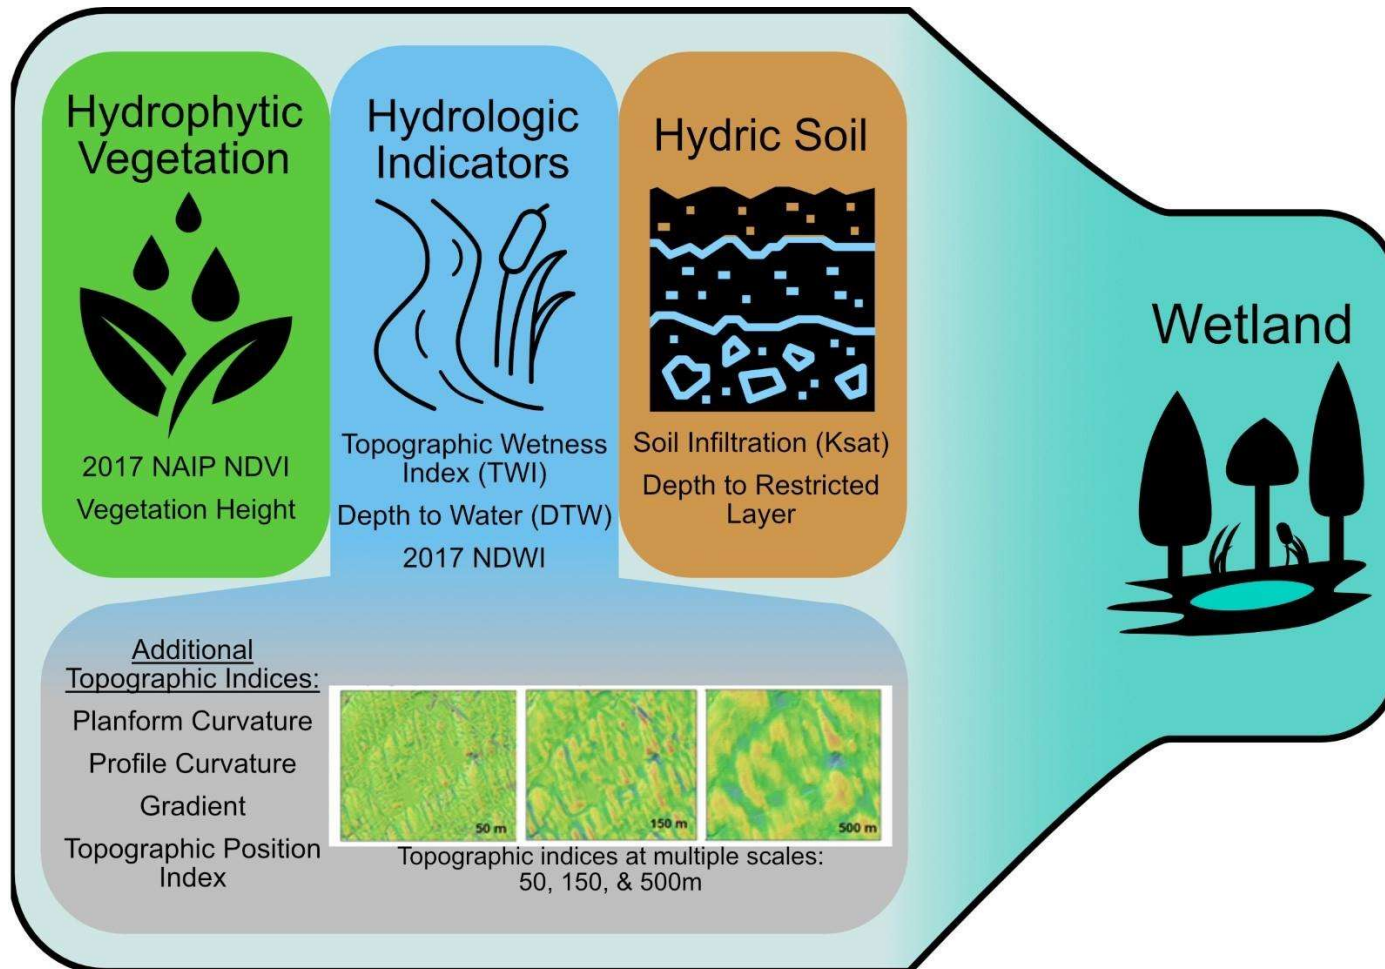 Hydrophytic
Vegetation
2017 NAIP NDVI
Vegetation Height
Hydrologic
Indicators
Topographic Wetness
Index (TWI)
Depth to Water (DTW)
2017 NDWI
Hydric Soil
Soil Infiltration (Ksat)
Depth to Restricted
Layer
Additional
Topographic Indices:
Planform Curvature
Profile Curvature
Gradient
Topographic Position
Index
50 m
150 m
500 m
Topographic indices at multiple scales:
50, 150, & 500m
Wetland